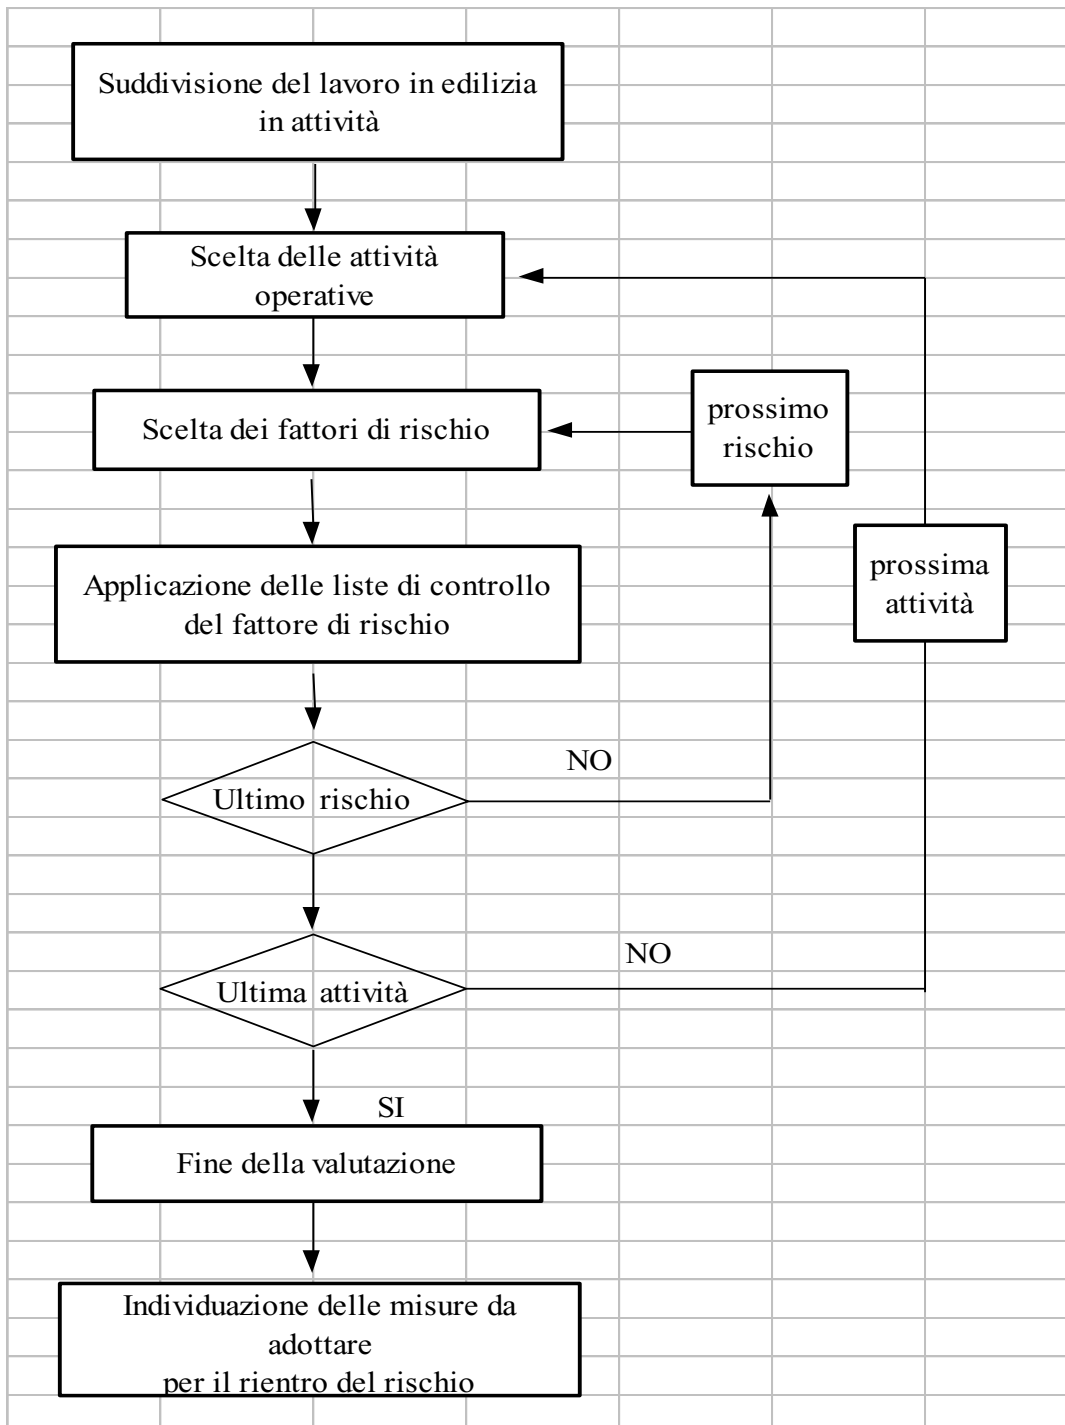 Suddivisione del lavoro in edilizia
in attività
Scelta delle attività
operative
Scelta dei fattori di rischio
prossimo
rischio
prossima
attività
Applicazione delle liste di controllo
del fattore di rischio
NO
Ultimo rischio
NO
Ultima attività
SI
Fine della valutazione
Individuazione delle misure da
adottare
per il rientro del rischio